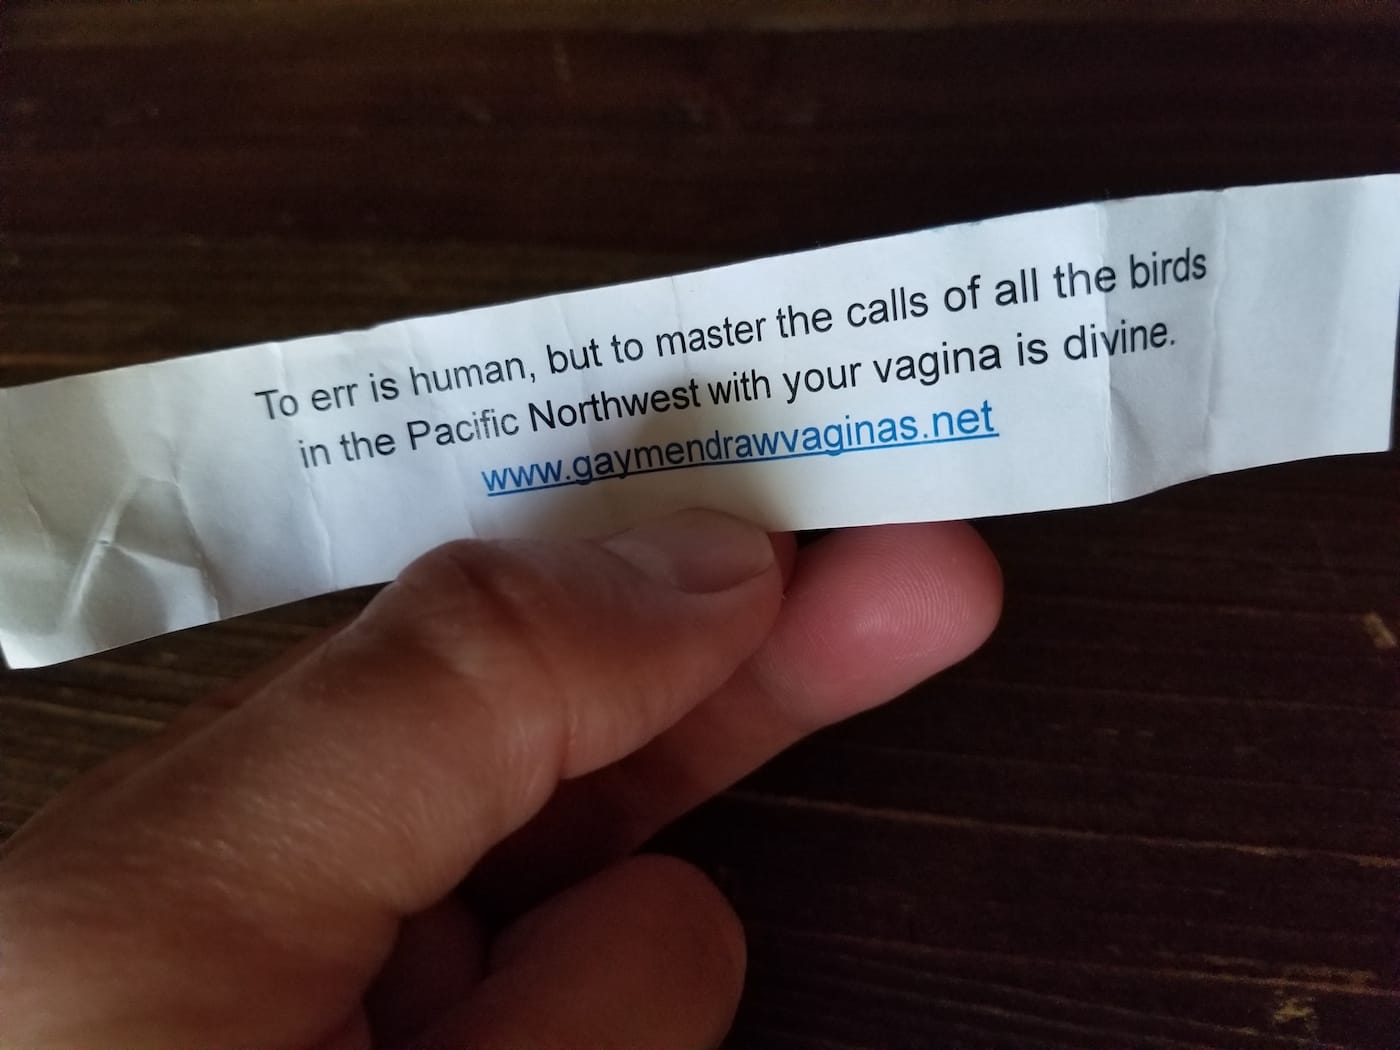 To err is human, but to master the calls of all the birds
in the Pacific Northwest with your vagina is divine.
www.gaymendrawvaginas.net